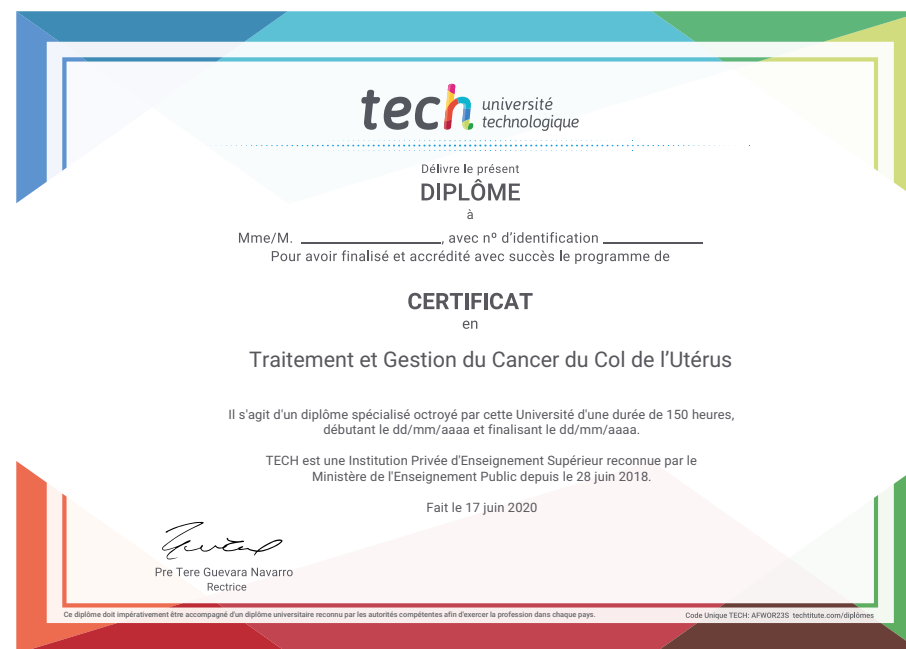 tech université
technologique
Délivre le présent
DIPLÔME
à
Mme/M. ____________________, avec nº d'identification ______________
Pour avoir finalisé et accrédité avec succès le programme de
CERTIFICAT
en
Traitement et Gestion du Cancer du Col de l'Utérus
Il s'agit d'un diplôme spécialisé octroyé par cette Université d'une durée de 150 heures,
débutant le dd/mm/aaaa et finalisant le dd/mm/aaaa.
TECH est une Institution Privée d'Enseignement Supérieur reconnue par le
Ministère de l'Enseignement Public depuis le 28 juin 2018.
Fait le 17 juin 2020
Pre Tere Guevara Navarro
Rectrice
Ce diplôme doit impérativement être accompagné d'un diplôme universitaire reconnu par les autorités compétentes afin d'exercer la profession dans chaque pays.
Code Unique TECH: AFWOR23S techtitute.com/diplômes